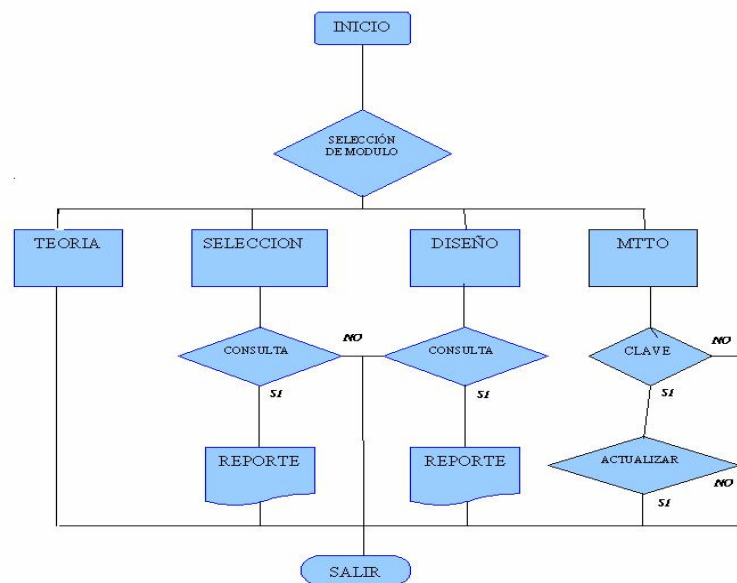 INICIO
SELECCIÓN
DE MODULO
TEORIA
SELECCION
DISEÑO
MTTO
CONSULTA
NO
CONSULTA
CLAVE
NO
SI
SI
SI
REPORTE
REPORTE
ACTUALIZAR
NO
SI
SALIR